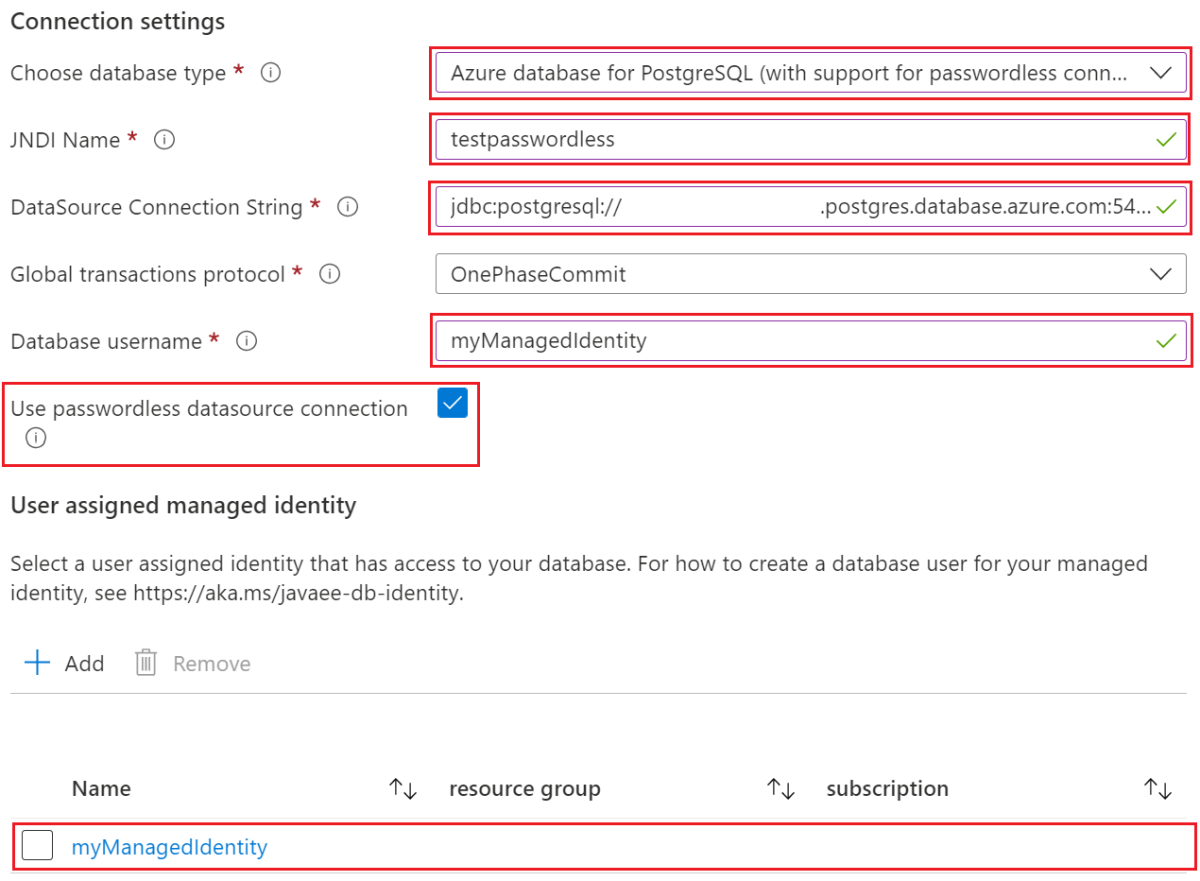 Connection settings
Choose database type * Azure database for PostgreSQL (with support for passwordless conn...
JNDI Name * testpasswordless
DataSource Connection String * jdbc:postgresql:// .postgres.database.azure.com:54...
Global transactions protocol * OnePhaseCommit
Database username * myManagedIdentity
Use passwordless datasource connection
User assigned managed identity
Select a user assigned identity that has access to your database. For how to create a database user for your managed
identity, see https://aka.ms/javaee-db-identity.
Add Remove
Name resource group subscription
myManagedIdentity